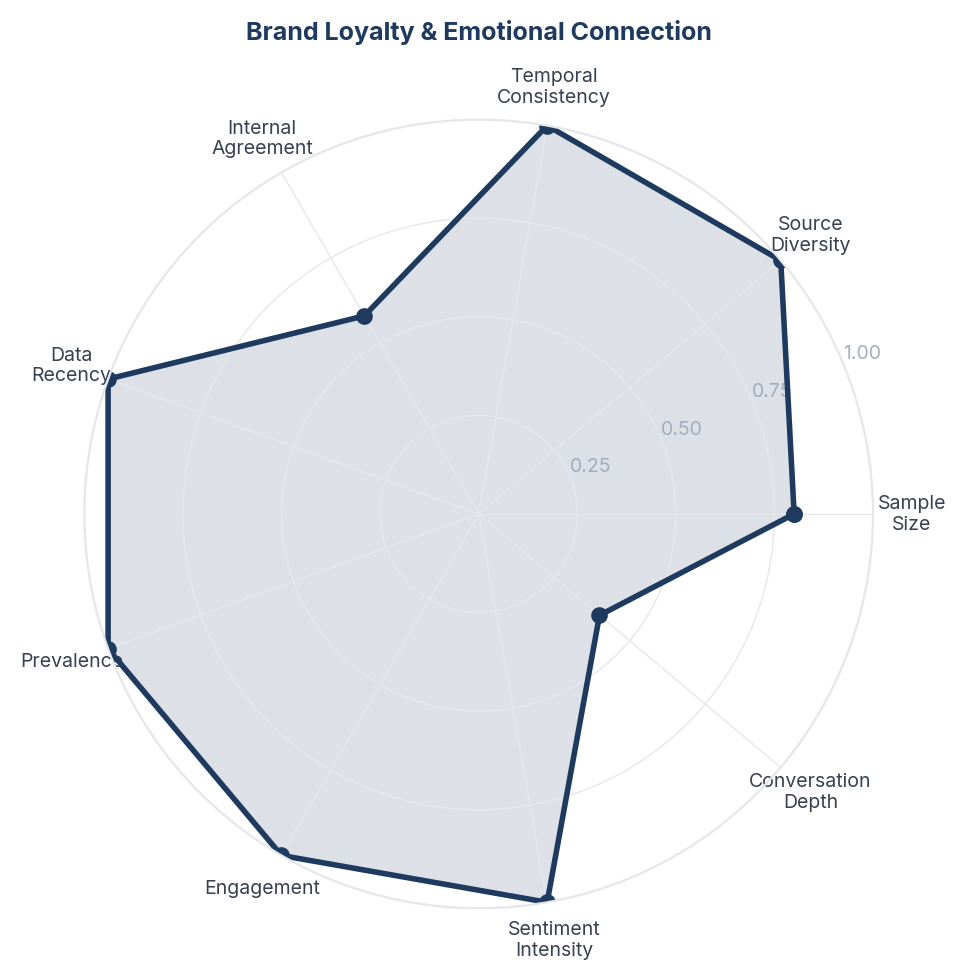 Brand Loyalty & Emotional Connection
Temporal
Consistency
Internal
Agreement
Source
Diversity
Data
Recency
1.00
0.75
0.50
0.25
Sample
Size
Prevalence
Conversation
Depth
Engagement
Sentiment
Intensity